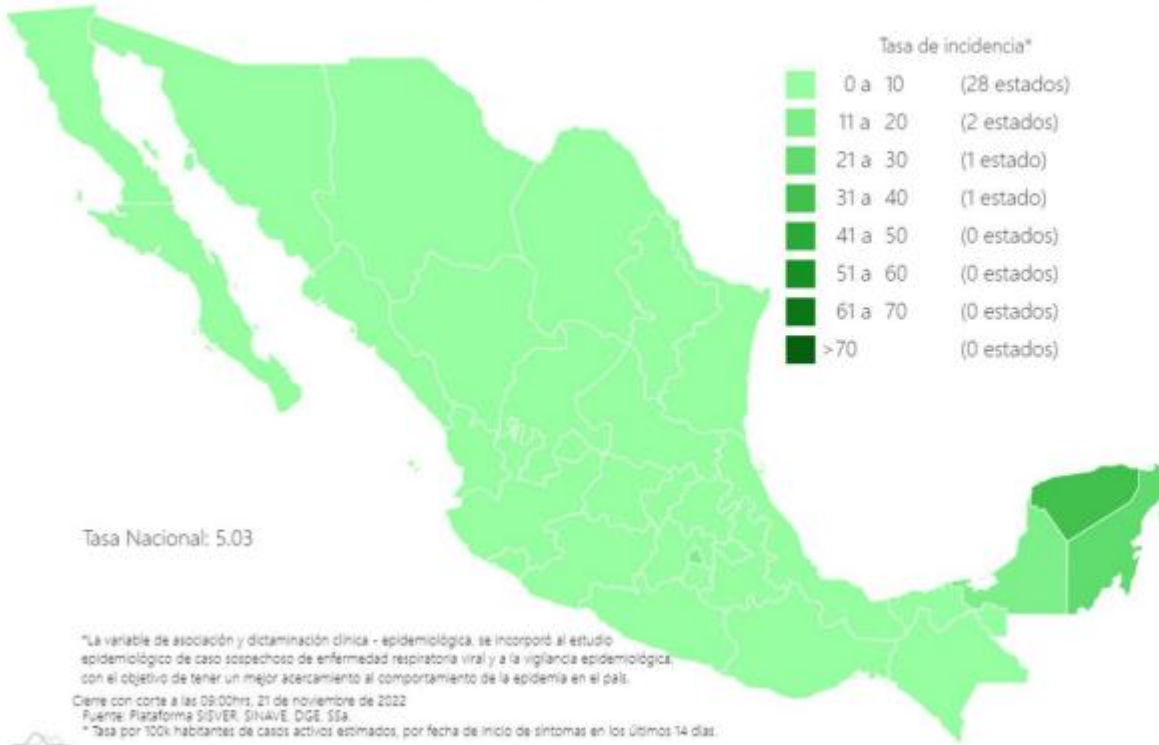 Tasa de incidencia*
0 a 10 (28 estados)
11 a 20 (2 estados)
21 a 30 (1 estado)
31 a 40 (1 estado)
41 a 50 (0 estados)
51 a 60 (0 estados)
61 a 70 (0 estados)
>70 (0 estados)
Tasa Nacional: 5.03
*La variable de asociación y dictaminación clínica - epidemiológica, se incorporó al estudio
epidemiológico de caso sospechoso de enfermedad respiratoria viral y a la vigilancia epidemiológica,
con el objetivo de tener un mejor acercamiento al comportamiento de la epidemia en el país.
Cierre con corte a las 09:00hrs, 21 de noviembre de 2022
Fuente: Plataforma SISVER, SINAVE, DGE, SSa.
* Tasa por 100k habitantes de casos activos estimados, por fecha de inicio de síntomas en los últimos 14 días.